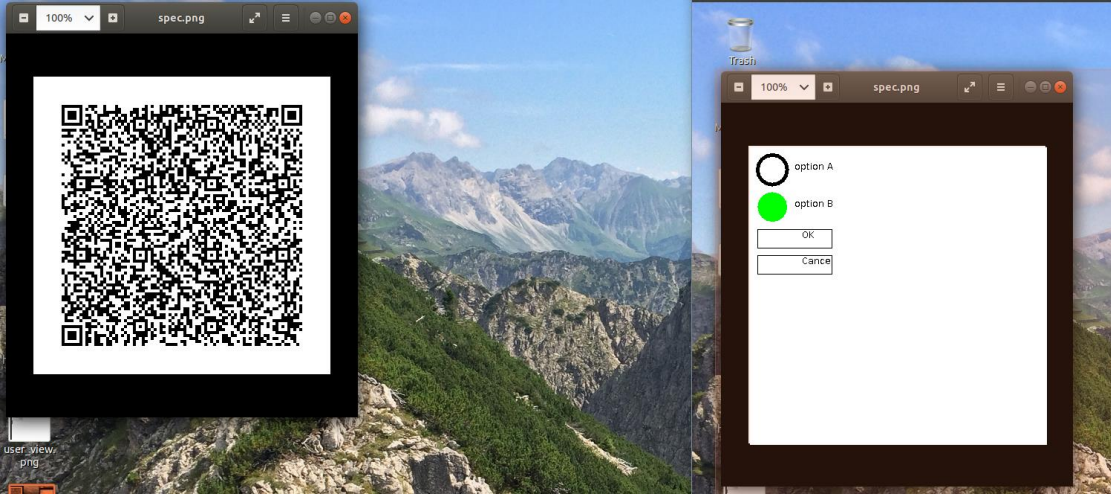 100%
spec.png
user_view.
png
Trash
100%
spec.png
option A
option B
OK
Cance